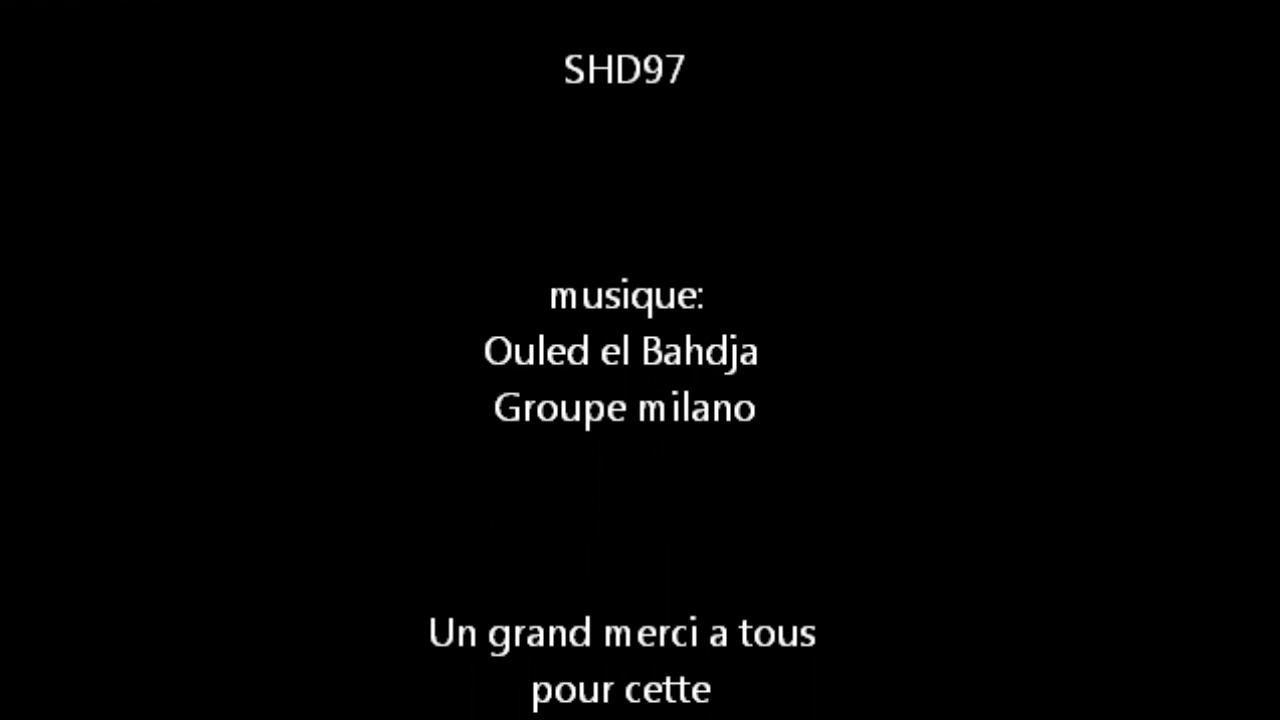 SHD97
musique:
Ouled el Bahdja
Groupe milano
Un grand merci a tous
pour cette